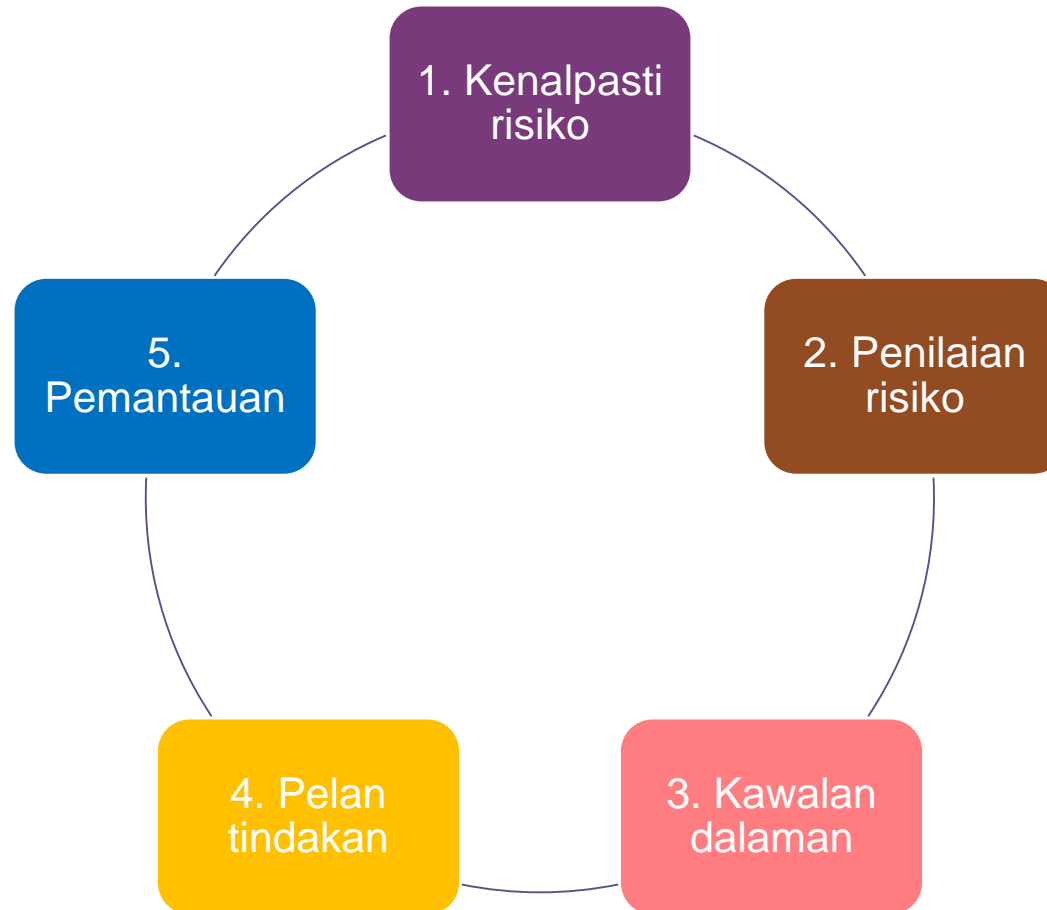 1. Kenalpasti
risiko
2. Penilaian
risiko
3. Kawalan
dalaman
4. Pelan
tindakan
5.
Pemantauan